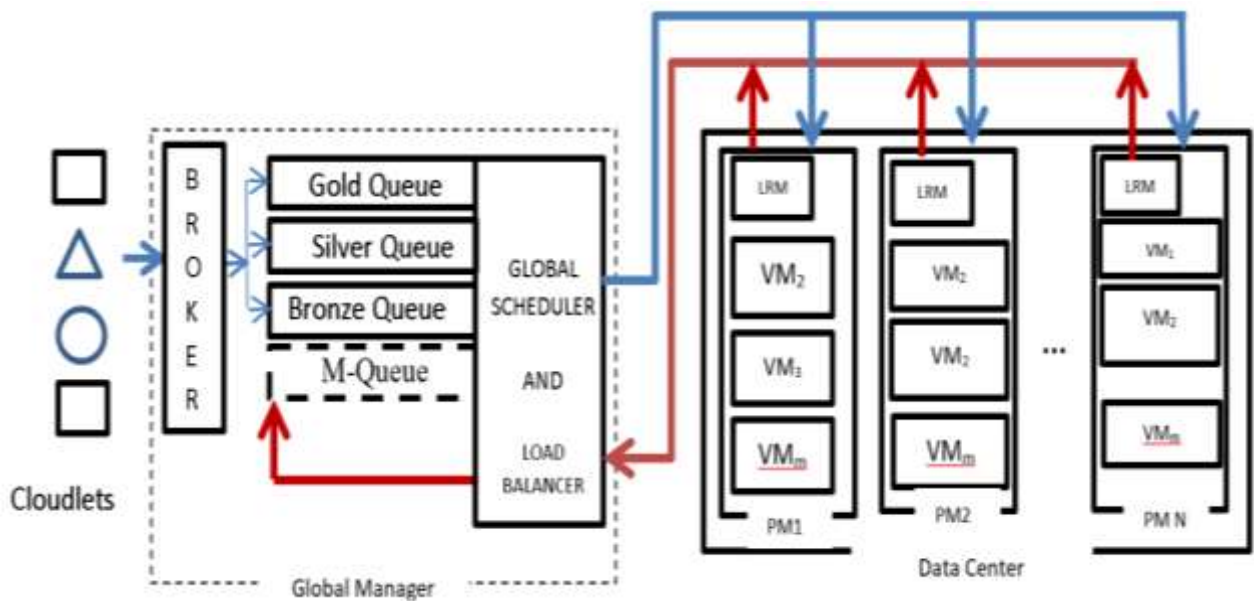 Cloudlets
B
R
O
K
E
R
Gold Queue
Silver Queue
Bronze Queue
M-Queue
GLOBAL
SCHEDULER
AND
LOAD
BALANCER
Global Manager
LRM
VM₂
VM₃
VMₘ
PM1
LRM
VM₂
VM₂
VMₘ
PM2
...
LRM
VM₁
VM₂
VMₘ
PM N
Data Center